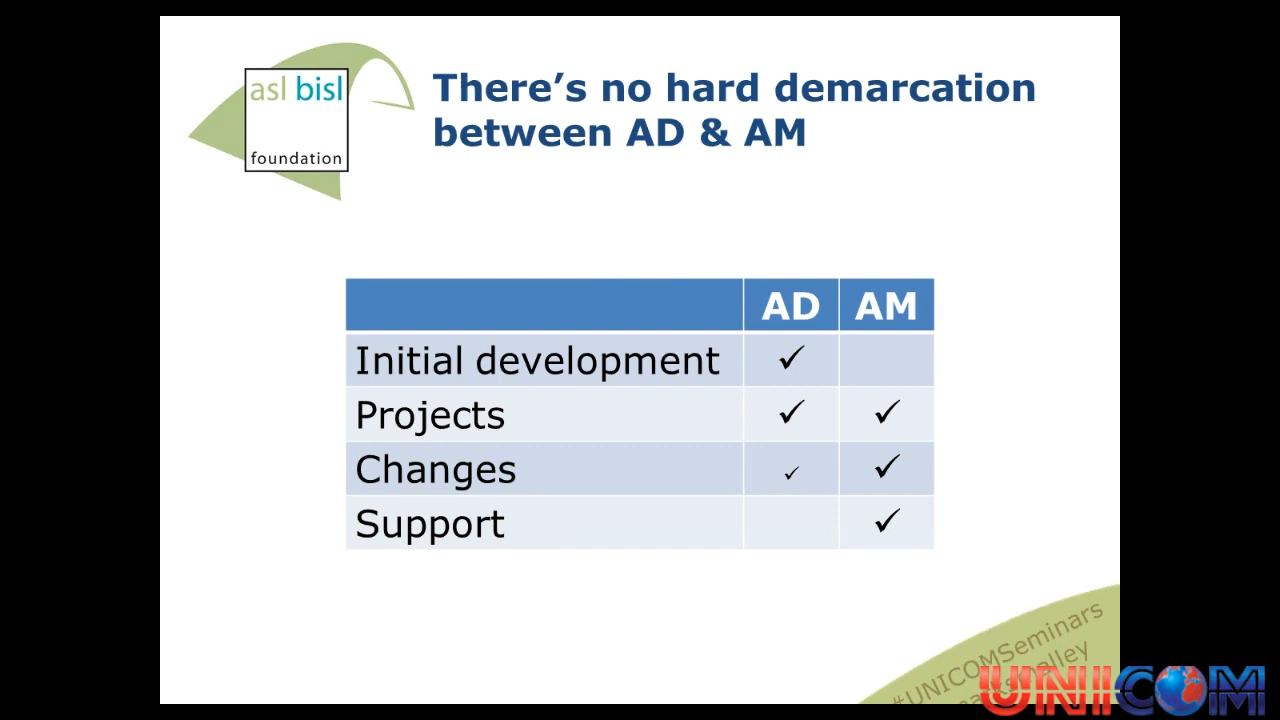 asl bisl
foundation
There's no hard demarcation
between AD & AM
AD AM
Initial development ✓
Projects ✓ ✓
Changes ✓ ✓
Support ✓
#UNICOMSeminars
UNICOM